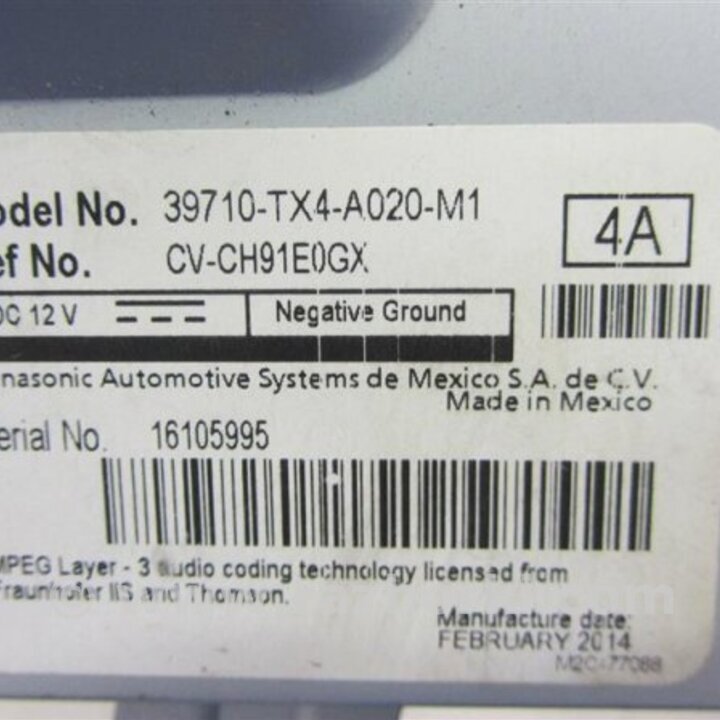 odel No. 39710-TX4-A020-M1
ef No. CV-CH91E0GX
4A
DC 12 V Negative Ground
nasonic Automotive Systems de Mexico S.A. de C.V.
Made in Mexico
erial No. 16105995
MPEG Layer - 3 audio coding technology licensed from
Fraunhofer IIS and Thomson.
Manufacture date:
FEBRUARY 2014